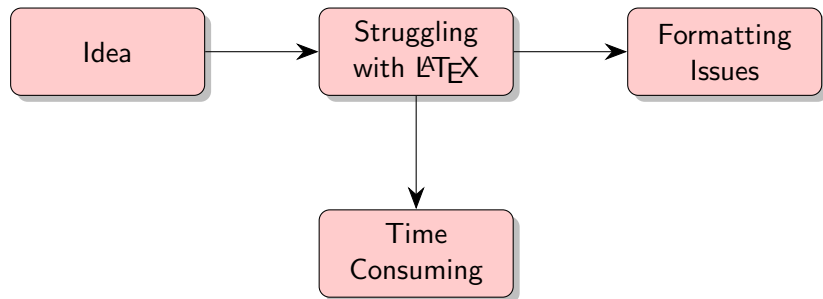 Idea
Struggling
with LATEX
Formatting
Issues
Time
Consuming